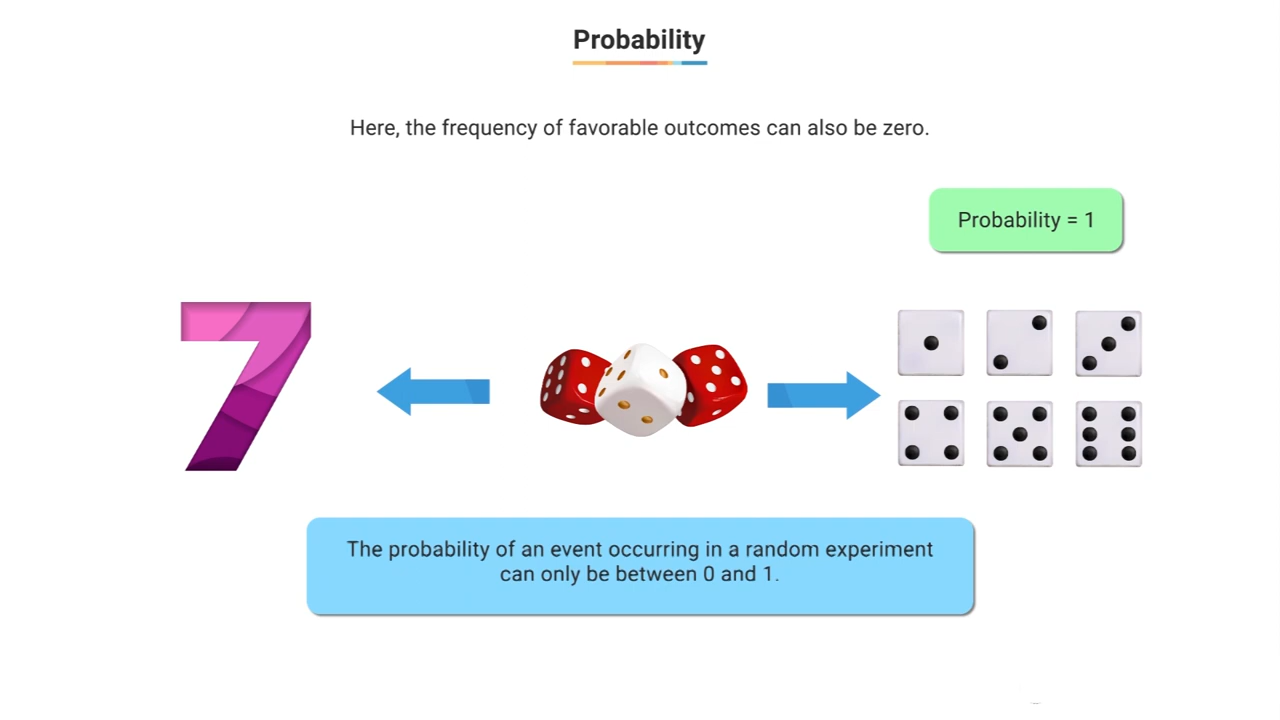 Probability
Here, the frequency of favorable outcomes can also be zero.
Probability = 1
7
The probability of an event occurring in a random experiment
can only be between 0 and 1.